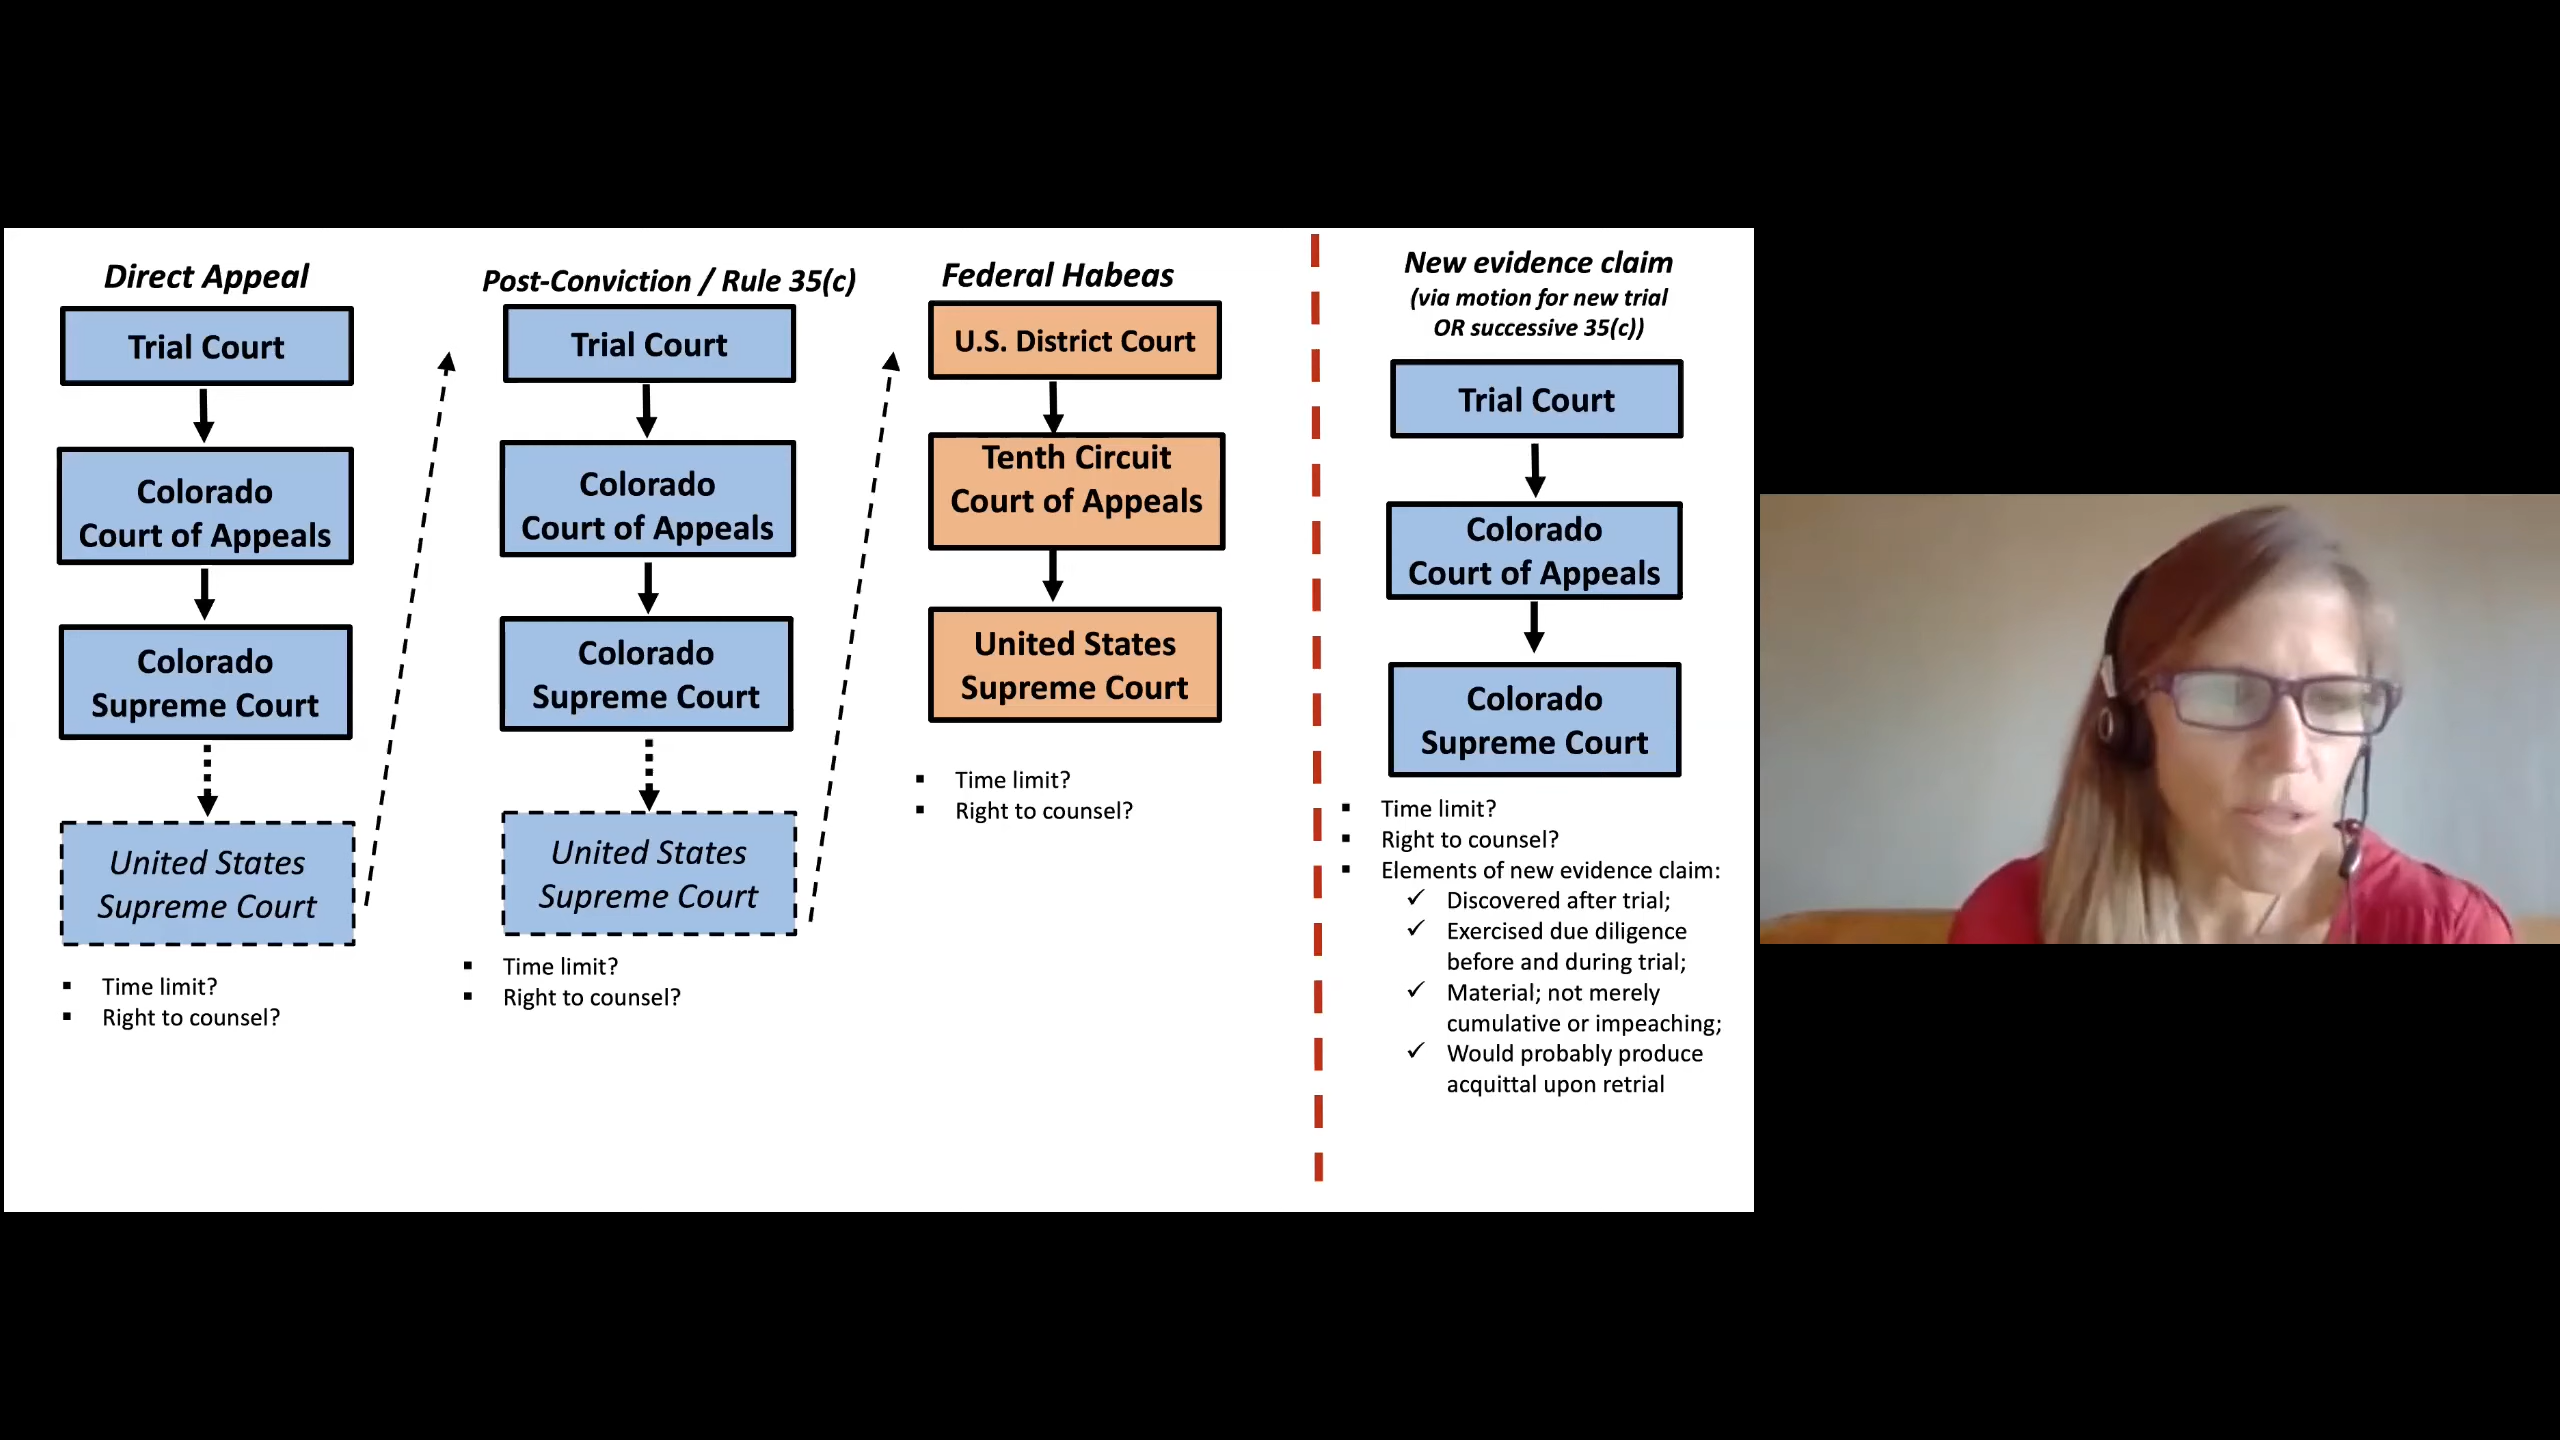 Direct Appeal
Trial Court
Colorado
Court of Appeals
Colorado
Supreme Court
United States
Supreme Court
▪ Time limit?
▪ Right to counsel?
Post-Conviction / Rule 35(c)
Trial Court
Colorado
Court of Appeals
Colorado
Supreme Court
United States
Supreme Court
▪ Time limit?
▪ Right to counsel?
Federal Habeas
U.S. District Court
Tenth Circuit
Court of Appeals
United States
Supreme Court
▪ Time limit?
▪ Right to counsel?
New evidence claim
(via motion for new trial
OR successive 35(c))
Trial Court
Colorado
Court of Appeals
Colorado
Supreme Court
▪ Time limit?
▪ Right to counsel?
▪ Elements of new evidence claim:
✓ Discovered after trial;
✓ Exercised due diligence
before and during trial;
✓ Material; not merely
cumulative or impeaching;
✓ Would probably produce
acquittal upon retrial